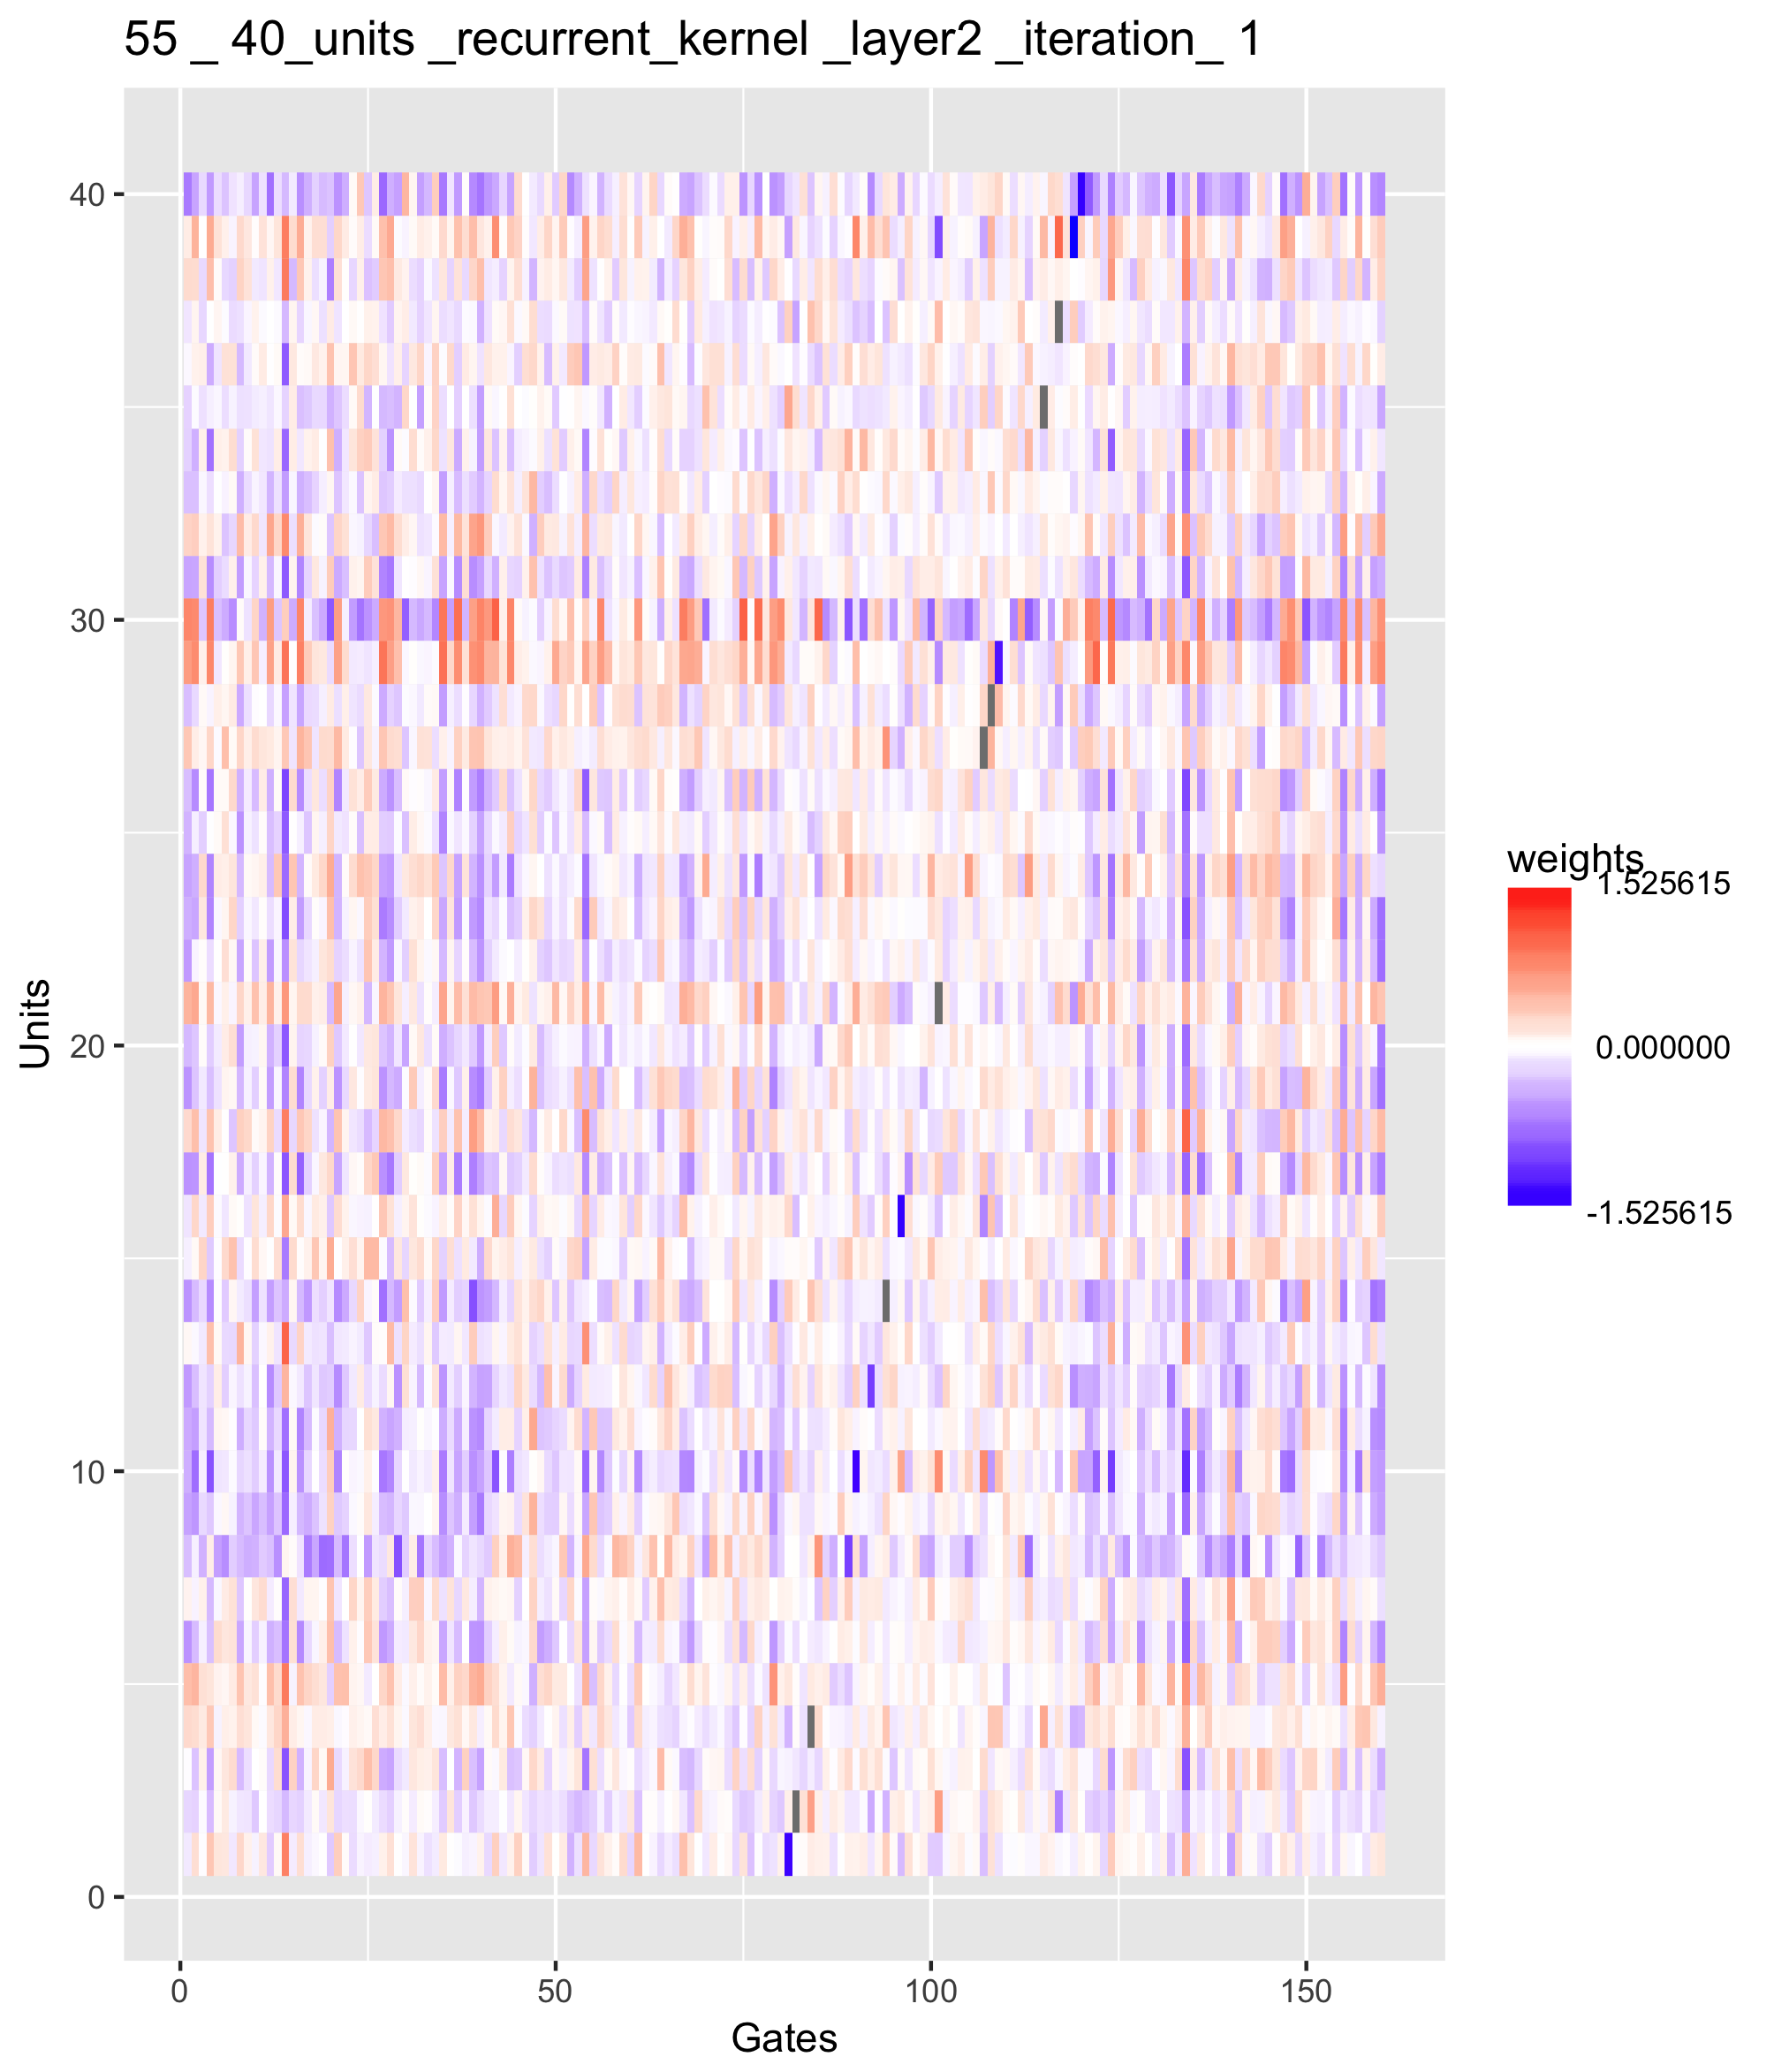 55 _ 40_units _recurrent_kernel _layer2 _iteration_ 1
40
30
20
10
0
Units
0 50 100 150
Gates
weights
1.525615
0.000000
-1.525615